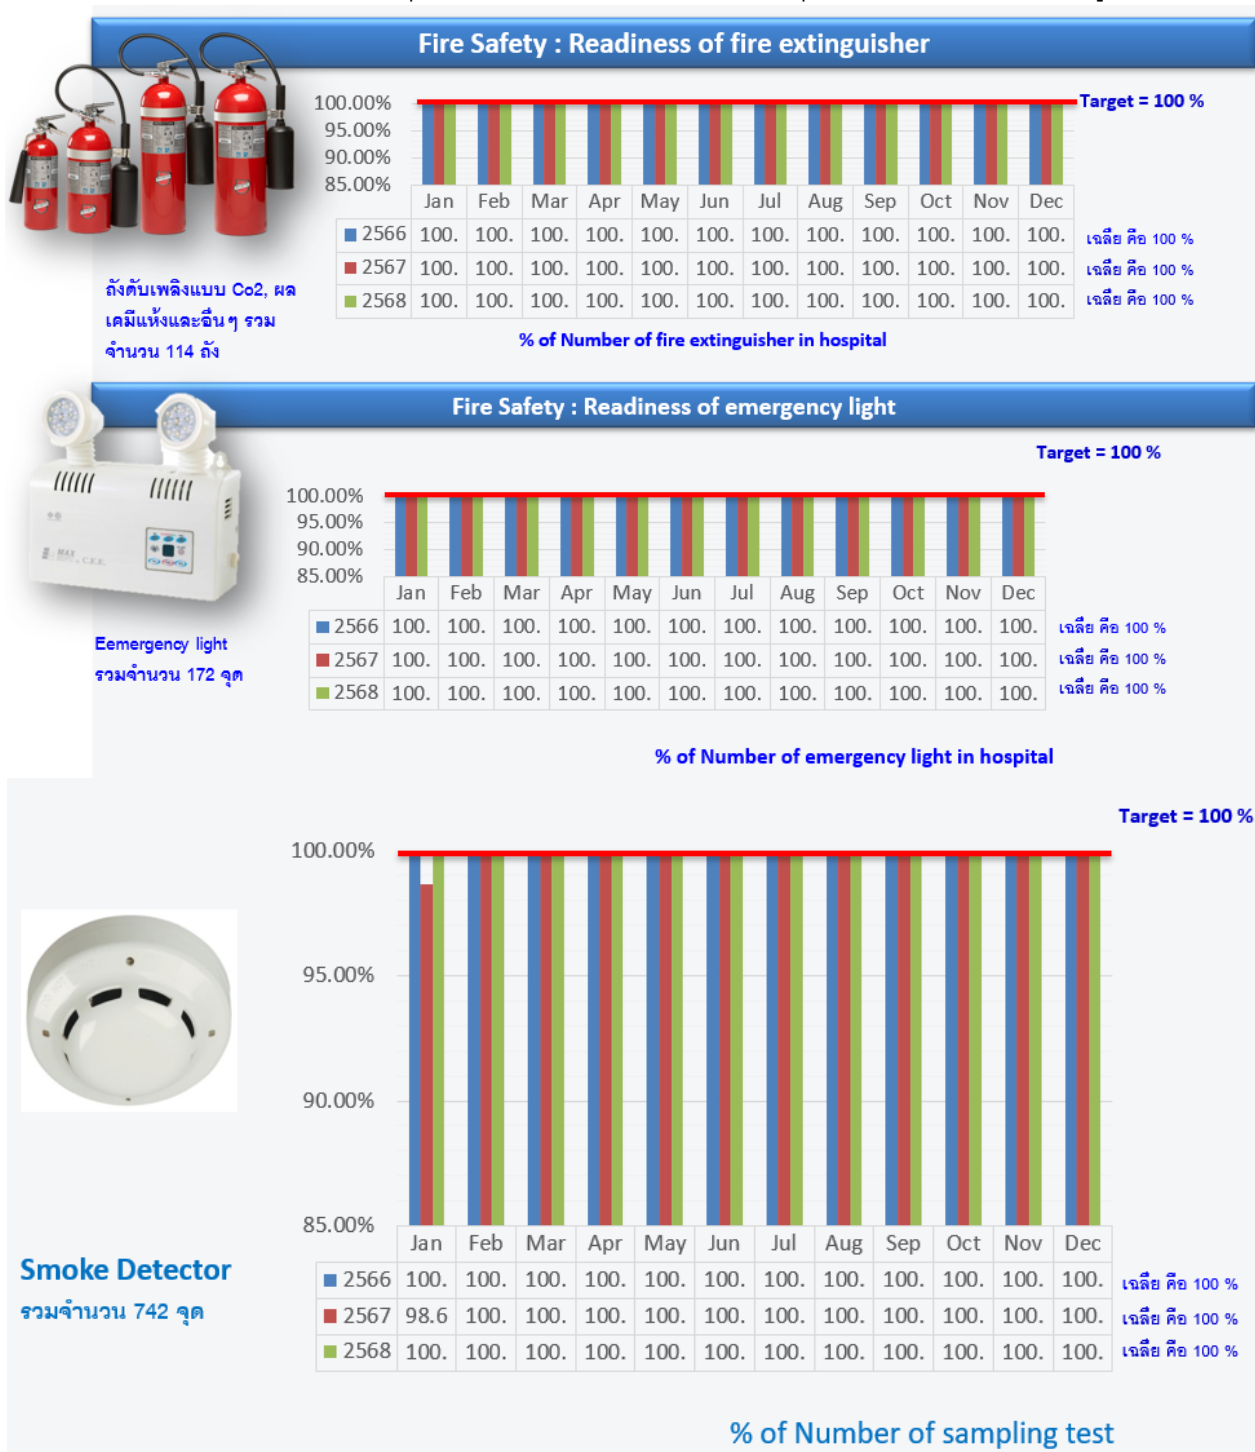 Fire Safety : Readiness of fire extinguisher
Target = 100 %
100.00%
95.00%
90.00%
85.00%
Jan Feb Mar Apr May Jun Jul Aug Sep Oct Nov Dec
2566 100. 100. 100. 100. 100. 100. 100. 100. 100. 100. 100. 100. เฉลี่ย คือ 100 %
2567 100. 100. 100. 100. 100. 100. 100. 100. 100. 100. 100. 100. เฉลี่ย คือ 100 %
2568 100. 100. 100. 100. 100. 100. 100. 100. 100. 100. 100. 100. เฉลี่ย คือ 100 %
ถังดับเพลิงแบบ Co2, ผล
เคมีแห้งและอื่นๆ รวม
จำนวน 114 ถัง
% of Number of fire extinguisher in hospital
Fire Safety : Readiness of emergency light
Target = 100 %
MAX
C.E.E.
100.00%
95.00%
90.00%
85.00%
Jan Feb Mar Apr May Jun Jul Aug Sep Oct Nov Dec
2566 100. 100. 100. 100. 100. 100. 100. 100. 100. 100. 100. 100. เฉลี่ย คือ 100 %
2567 100. 100. 100. 100. 100. 100. 100. 100. 100. 100. 100. 100. เฉลี่ย คือ 100 %
2568 100. 100. 100. 100. 100. 100. 100. 100. 100. 100. 100. 100. เฉลี่ย คือ 100 %
Eemergency light
รวมจำนวน 172 จุด
% of Number of emergency light in hospital
Target = 100 %
100.00%
95.00%
90.00%
85.00%
Jan Feb Mar Apr May Jun Jul Aug Sep Oct Nov Dec
2566 100. 100. 100. 100. 100. 100. 100. 100. 100. 100. 100. 100. เฉลี่ย คือ 100 %
2567 98.6 100. 100. 100. 100. 100. 100. 100. 100. 100. 100. 100. เฉลี่ย คือ 100 %
2568 100. 100. 100. 100. 100. 100. 100. 100. 100. 100. 100. 100. เฉลี่ย คือ 100 %
Smoke Detector
รวมจำนวน 742 จุด
% of Number of sampling test